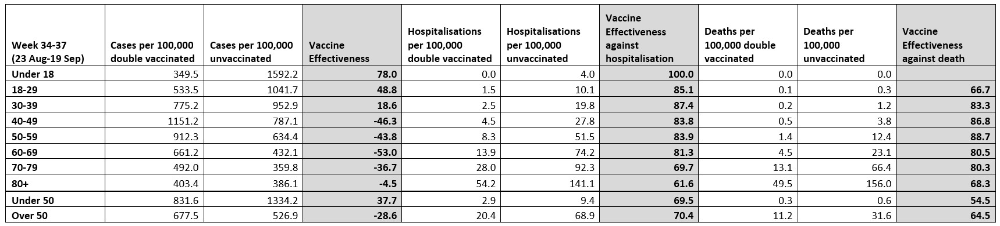 Week 34-37 (23 Aug-19 Sep) Cases per 100,000 double vaccinated Cases per 100,000 unvaccinated Vaccine Effectiveness Hospitalisations per 100,000 double vaccinated Hospitalisations per 100,000 unvaccinated Vaccine Effectiveness against hospitalisation Deaths per 100,000 double vaccinated Deaths per 100,000 unvaccinated Vaccine Effectiveness against death
Under 18 349.5 1592.2 78.0 0.0 4.0 100.0 0.0 0.0
18-29 533.5 1041.7 48.8 1.5 10.1 85.1 0.1 0.3 66.7
30-39 775.2 952.9 18.6 2.5 19.8 87.4 0.2 1.2 83.3
40-49 1151.2 787.1 -46.3 4.5 27.8 83.8 0.5 3.8 86.8
50-59 912.3 634.4 -43.8 8.3 51.5 83.9 1.4 12.4 88.7
60-69 661.2 432.1 -53.0 13.9 74.2 81.3 4.5 23.1 80.5
70-79 492.0 359.8 -36.7 28.0 92.3 69.7 13.1 66.4 80.3
80+ 403.4 386.1 -4.5 54.2 141.1 61.6 49.5 156.0 68.3
Under 50 831.6 1334.2 37.7 2.9 9.4 69.5 0.3 0.6 54.5
Over 50 677.5 526.9 -28.6 20.4 68.9 70.4 11.2 31.6 64.5